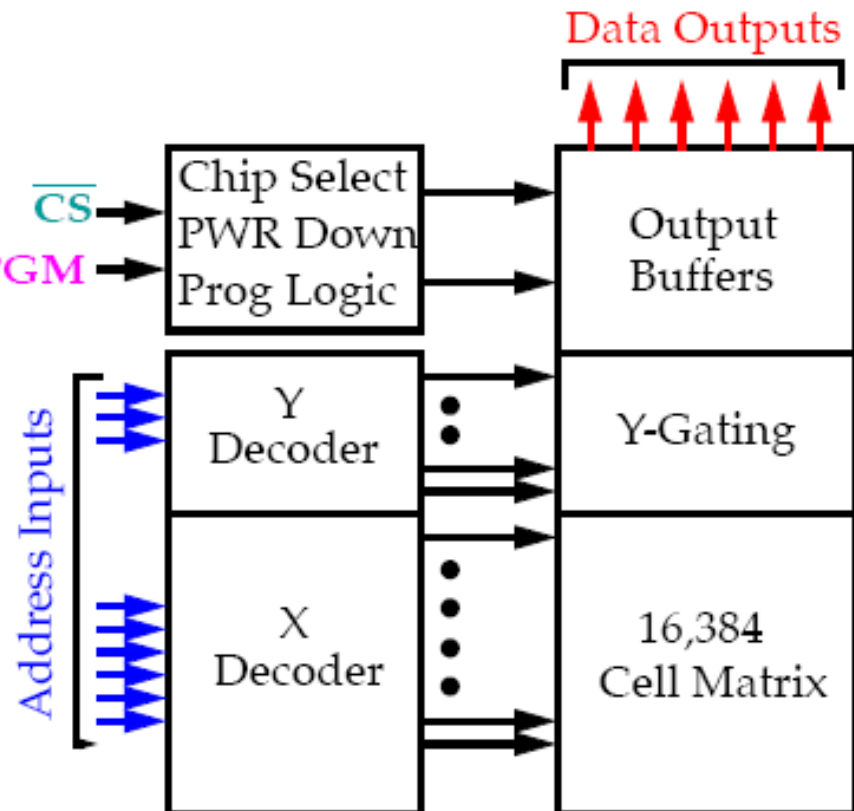 Data Outputs
CS
Chip Select
PWR Down
Prog Logic
Output
Buffers
Address Inputs
Y
Decoder
Y-Gating
X
Decoder
16,384
Cell Matrix